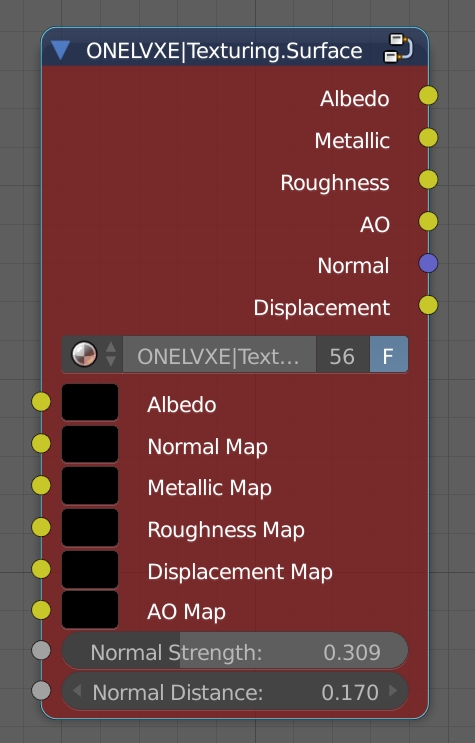 ONELVXE|Texturing.Surface
Albedo
Metallic
Roughness
AO
Normal
Displacement
ONELVXE|Text... 56 F
Albedo
Normal Map
Metallic Map
Roughness Map
Displacement Map
AO Map
Normal Strength: 0.309
Normal Distance: 0.170